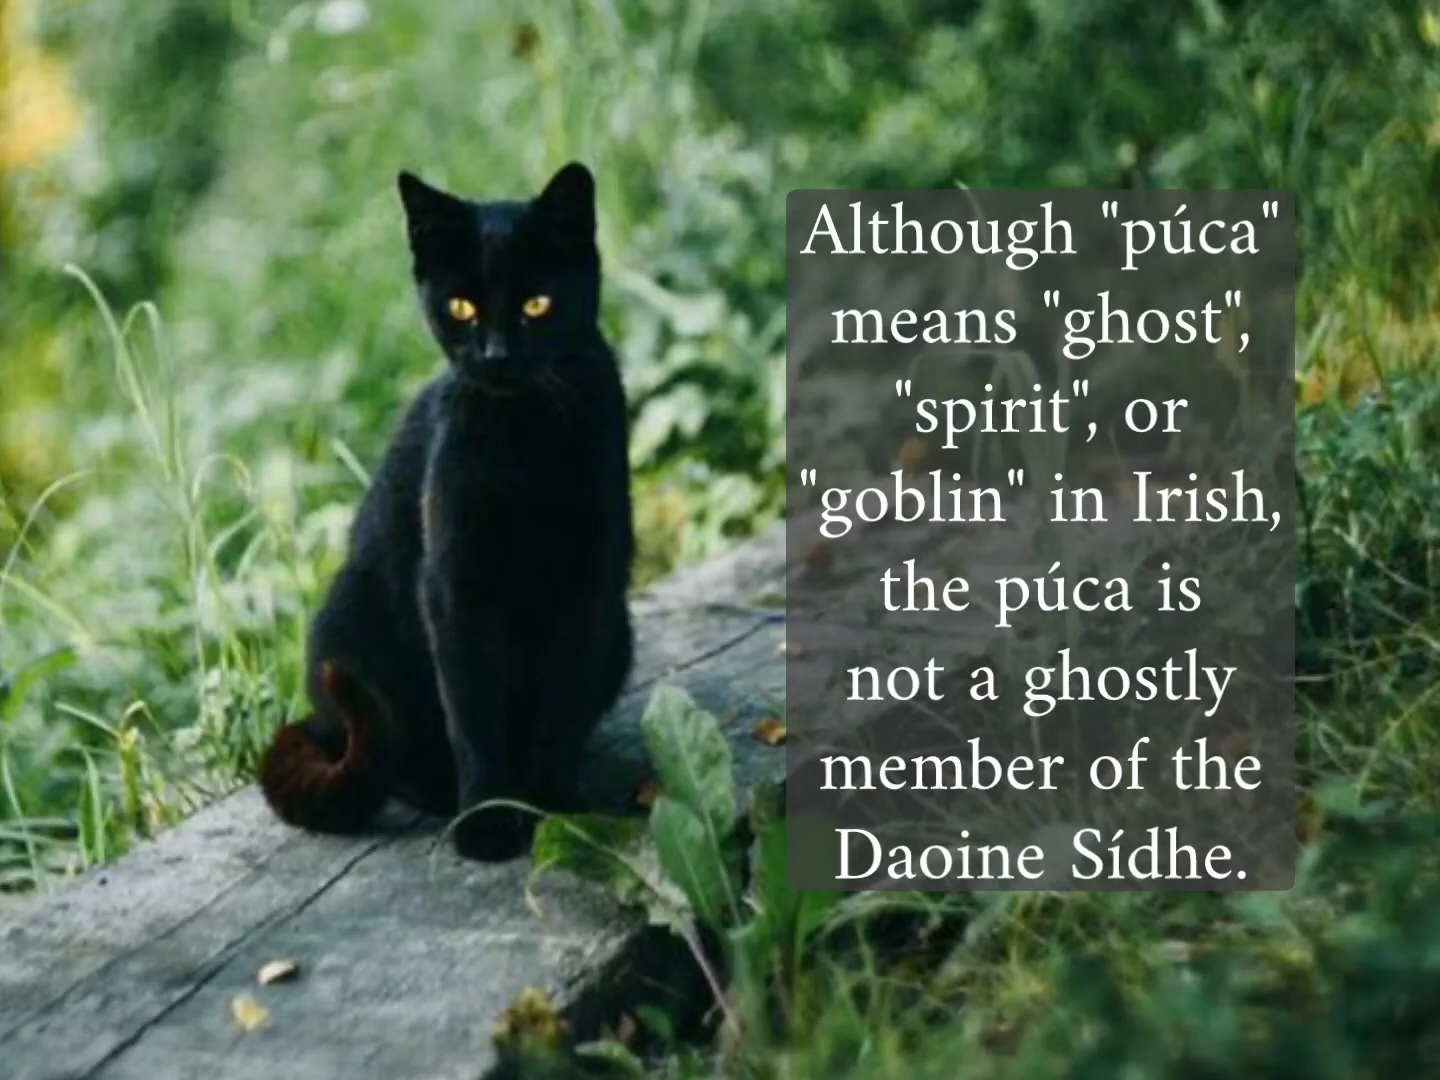 Although "púca"
means "ghost",
"spirit", or
"goblin" in Irish,
the púca is
not a ghostly
member of the
Daoine Sídhe.